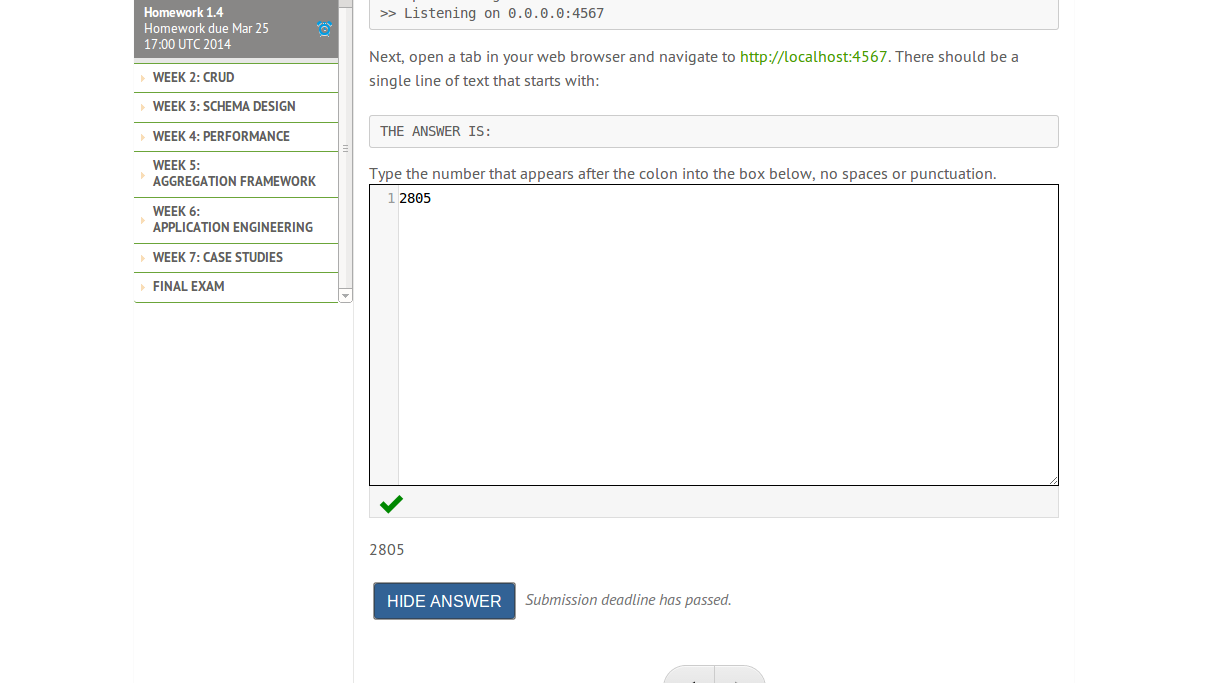 Homework 1.4
Homework due Mar 25
17:00 UTC 2014
WEEK 2: CRUD
WEEK 3: SCHEMA DESIGN
WEEK 4: PERFORMANCE
WEEK 5:
AGGREGATION FRAMEWORK
WEEK 6:
APPLICATION ENGINEERING
WEEK 7: CASE STUDIES
FINAL EXAM
>> Listening on 0.0.0.0:4567
Next, open a tab in your web browser and navigate to http://localhost:4567. There should be a
single line of text that starts with:
THE ANSWER IS:
Type the number that appears after the colon into the box below, no spaces or punctuation.
1 2805
2805
HIDE ANSWER Submission deadline has passed.